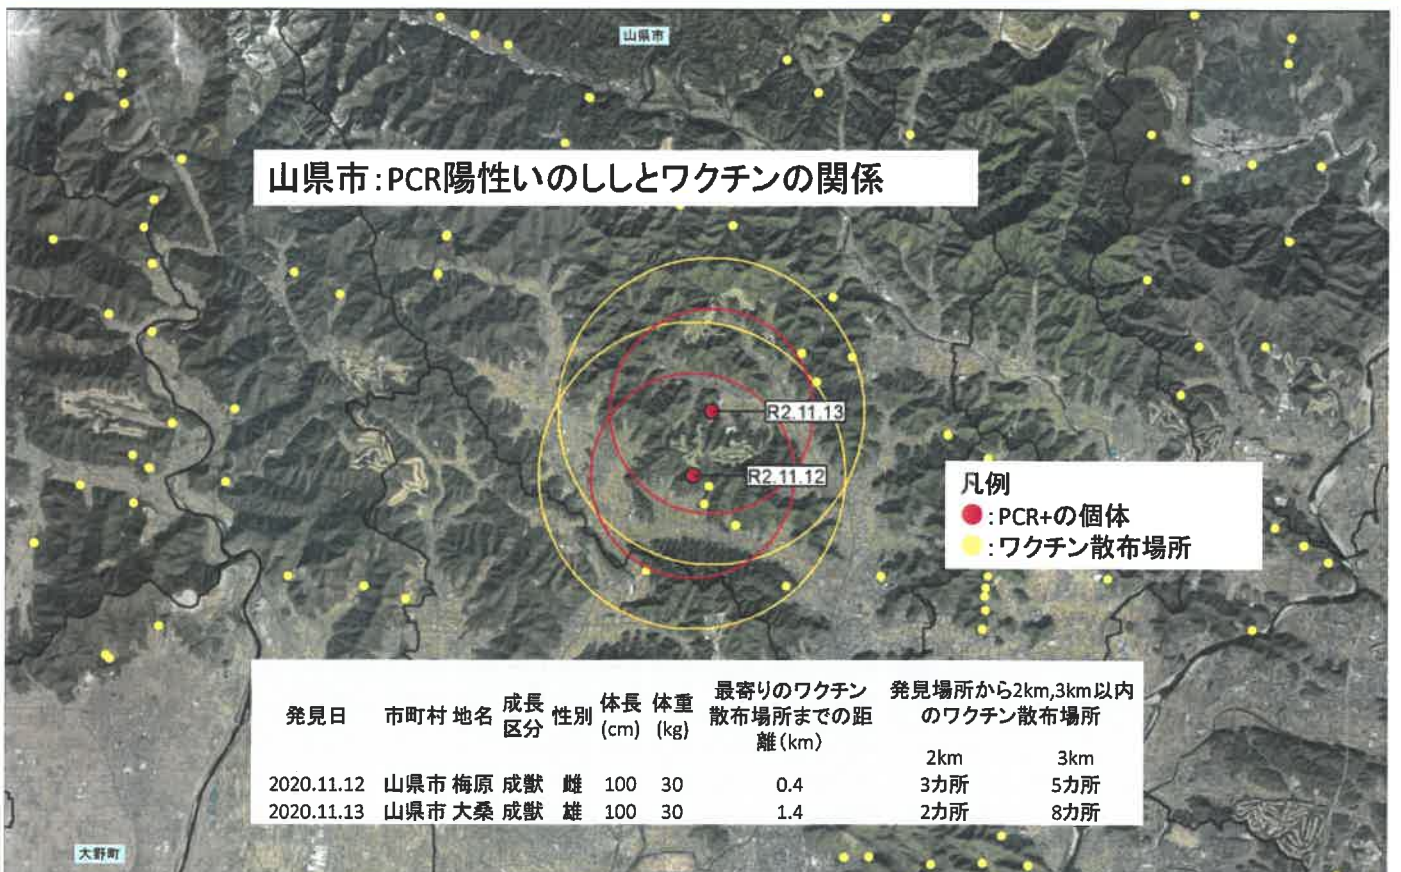 山県市
山県市：PCR陽性いのししとワクチンの関係
R2.11.13
R2.11.12
凡例
：PCR+の個体
：ワクチン散布場所
発見日 市町村 地名 成長区分 性別 体長(cm) 体重(kg) 最寄りのワクチン散布場所までの距離(km) 発見場所から2km,3km以内のワクチン散布場所
2km 3km
2020.11.12 山県市 梅原 成獣 雌 100 30 0.4 3カ所 5カ所
2020.11.13 山県市 大桑 成獣 雄 100 30 1.4 2カ所 8カ所
大野町